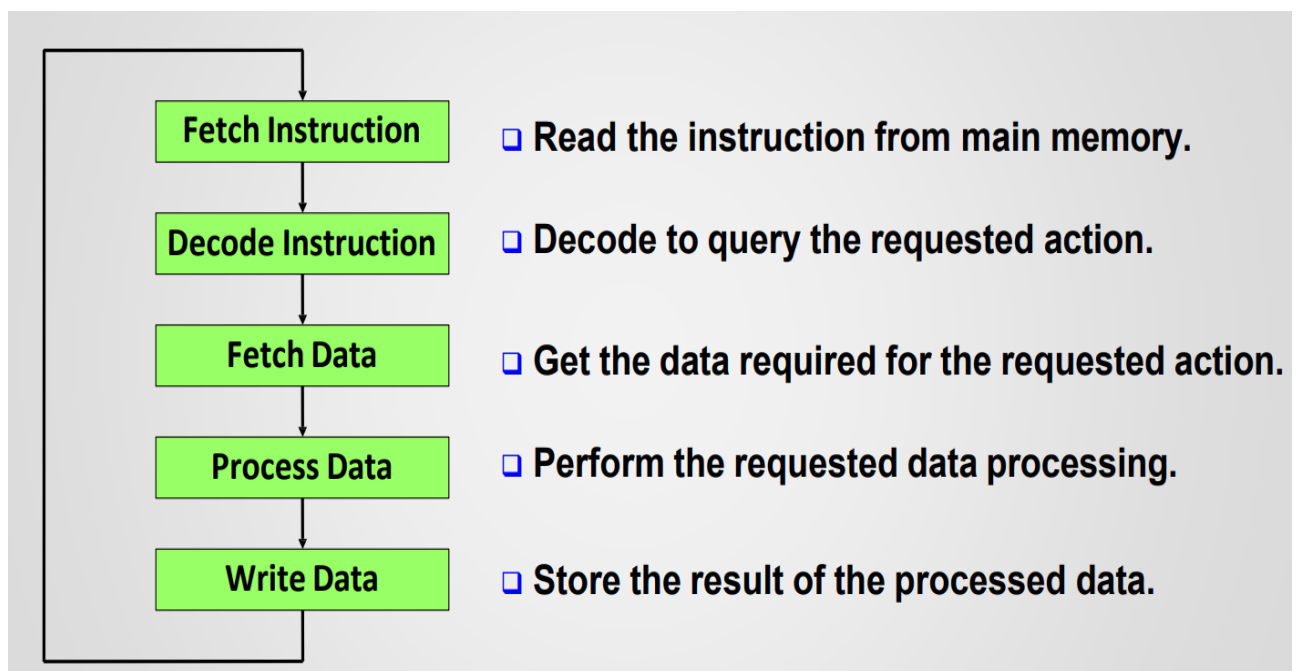 Fetch Instruction
❑ Read the instruction from main memory.
Decode Instruction
❑ Decode to query the requested action.
Fetch Data
❑ Get the data required for the requested action.
Process Data
❑ Perform the requested data processing.
Write Data
❑ Store the result of the processed data.